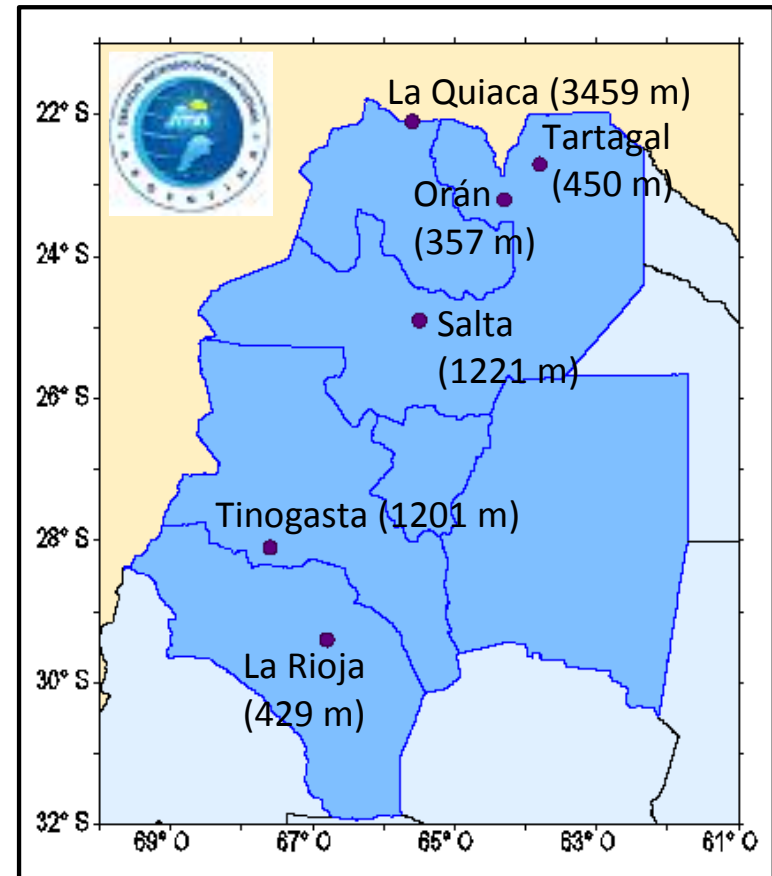 La Quiaca (3459 m)
22° S
Tartagal
(450 m)
Orán
(357 m)
24° S
Salta
(1221 m)
26° S
Tinogasta (1201 m)
28° S
La Rioja
(429 m)
30° S
32° S
69° O 67° O 65° O 63° O 61° O